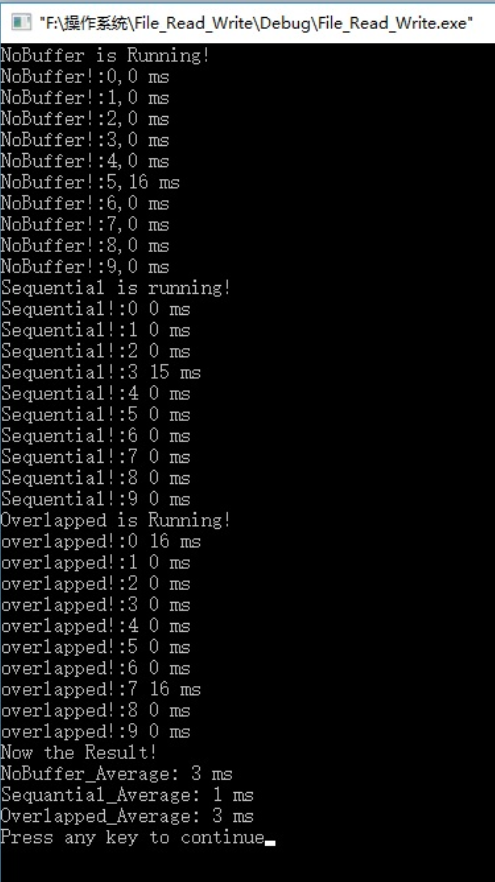 "F:\操作系统\File_Read_Write\Debug\File_Read_Write.exe"
NoBuffer is Running!
NoBuffer!:0,0 ms
NoBuffer!:1,0 ms
NoBuffer!:2,0 ms
NoBuffer!:3,0 ms
NoBuffer!:4,0 ms
NoBuffer!:5,16 ms
NoBuffer!:6,0 ms
NoBuffer!:7,0 ms
NoBuffer!:8,0 ms
NoBuffer!:9,0 ms
Sequential is running!
Sequential!:0 0 ms
Sequential!:1 0 ms
Sequential!:2 0 ms
Sequential!:3 15 ms
Sequential!:4 0 ms
Sequential!:5 0 ms
Sequential!:6 0 ms
Sequential!:7 0 ms
Sequential!:8 0 ms
Sequential!:9 0 ms
Overlapped is Running!
overlapped!:0 16 ms
overlapped!:1 0 ms
overlapped!:2 0 ms
overlapped!:3 0 ms
overlapped!:4 0 ms
overlapped!:5 0 ms
overlapped!:6 0 ms
overlapped!:7 16 ms
overlapped!:8 0 ms
overlapped!:9 0 ms
Now the Result!
NoBuffer_Average: 3 ms
Sequantial_Average: 1 ms
Overlapped_Average: 3 ms
Press any key to continue